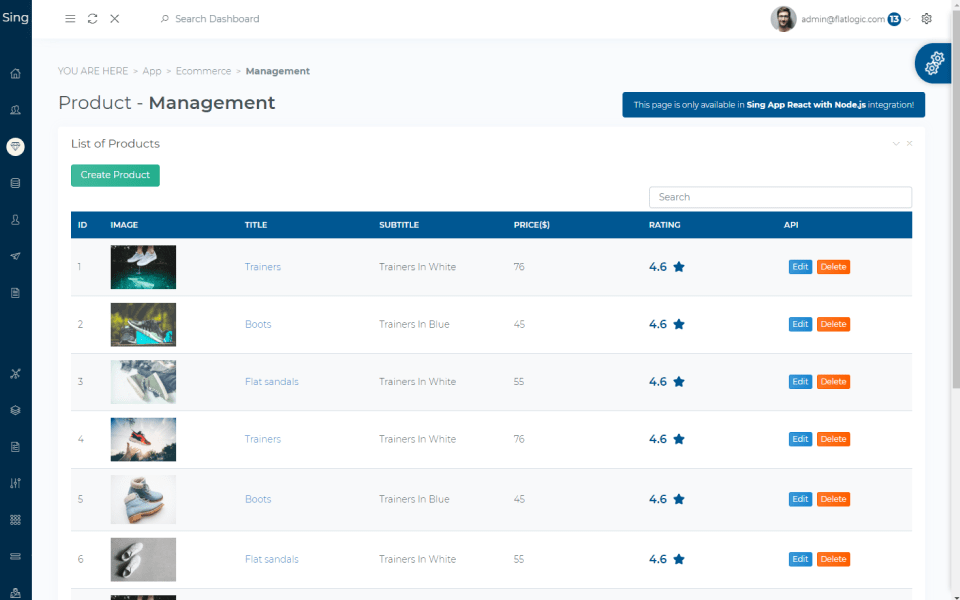 Sing
Search Dashboard
admin@flatlogic.com 13
YOU ARE HERE > App > Ecommerce > Management
Product - Management
This page is only available in Sing App React with Node.js integration!
List of Products
Create Product
Search
ID IMAGE TITLE SUBTITLE PRICE($) RATING API
1 Trainers Trainers In White 76 4.6 Edit Delete
2 Boots Trainers In Blue 45 4.6 Edit Delete
3 Flat sandals Trainers In White 55 4.6 Edit Delete
4 Trainers Trainers In White 76 4.6 Edit Delete
5 Boots Trainers In Blue 45 4.6 Edit Delete
6 Flat sandals Trainers In White 55 4.6 Edit Delete